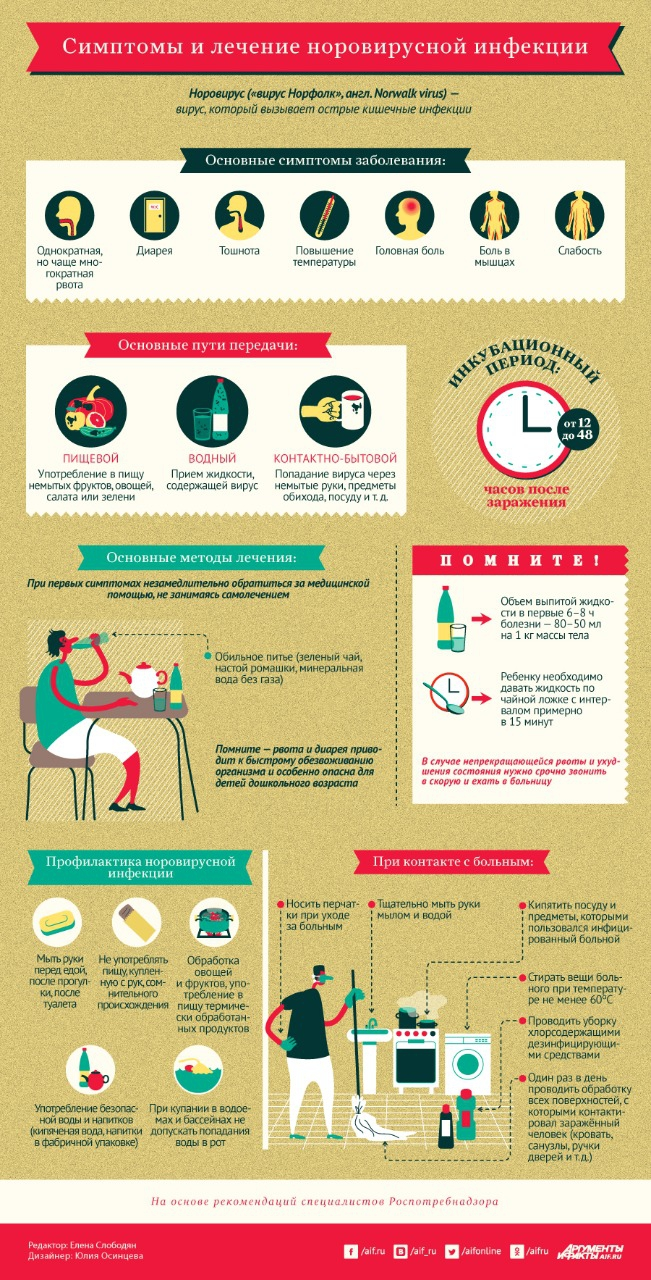 Симптомы и лечение норовирусной инфекции
Норовирус («вирус Норфолк», англ. Norwalk virus) —
вирус, который вызывает острые кишечные инфекции
Основные симптомы заболевания:
Однократная,
но чаще мно-
гократная
рвота
Диарея
Тошнота
Повышение
температуры
Головная боль
Боль в
мышцах
Слабость
Основные пути передачи:
ПИЩЕВОЙ
Употребление в пищу
немытых фруктов, овощей,
салата или зелени
ВОДНЫЙ
Прием жидкости,
содержащей вирус
КОНТАКТНО-БЫТОВОЙ
Попадание вируса через
немытые руки, предметы
обихода, посуду и т. д.
ИНКУБАЦИОННЫЙ
ПЕРИОД:
от 12
до 48
часов после
заражения
Основные методы лечения:
При первых симптомах незамедлительно обратиться за медицинской
помощью, не занимаясь самолечением
Обильное питье (зеленый чай,
настой ромашки, минеральная
вода без газа)
Помните — рвота и диарея приво-
дит к быстрому обезвоживанию
организма и особенно опасна для
детей дошкольного возраста
ПОМНИТЕ!
Объем выпитой жидко-
сти в первые 6–8 ч
болезни — 80–50 мл
на 1 кг массы тела
Ребенку необходимо
давать жидкость по
чайной ложке с интер-
валом примерно
в 15 минут
В случае непрекращающейся рвоты и ухуд-
шения состояния нужно срочно звонить
в скорую и ехать в больницу
Профилактика норовирусной
инфекции
Мыть руки
перед едой,
после прогул-
ки, после
туалета
Не употреблять
пищу, куплен-
ную с рук, сом-
нительного
происхождения
Обработка
овощей
и фруктов, упо-
требление в
пищу термиче-
ски обработан-
ных продуктов
Употребление безопас-
ной воды и напитков
(кипяченая вода, напитки
в фабричной упаковке)
При купании в водое-
мах и бассейнах не
допускать попадания
воды в рот
При контакте с больным:
Носить перчат-
ки при уходе
за больным
Тщательно мыть руки
мылом и водой
Кипятить посуду и
предметы, которыми
пользовался инфици-
рованный больной
Стирать вещи боль-
ного при температу-
ре не менее 60°С
Проводить уборку
хлорсодержащими
дезинфицирующи-
ми средствами
Один раз в день
проводить обработку
всех поверхностей, с
которыми контакти-
ровал заражённый
человек (кровать,
санузлы, ручки
дверей и т.д.)
На основе рекомендаций специалистов Роспотребнадзора
Редактор: Елена Слободян
Дизайнер: Юлия Осинцева
/aif.ru
/aif_ru
/aifonline
/aifru
АРГУМЕНТЫ
И ФАКТЫ AIF.RU